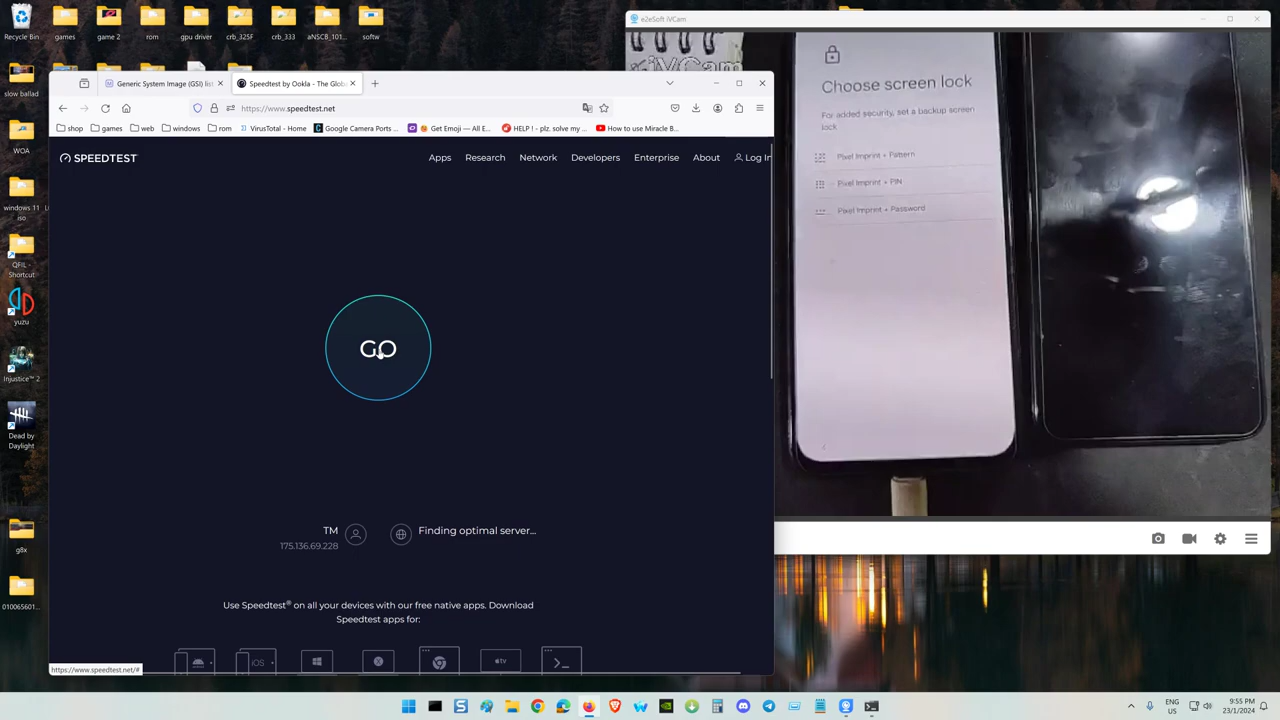 Recycle Bin
games
game 2
rom
gpu driver
crb_325F
crb_333
aNSCB_101...
softw
slow ballad
WOA
windows 11 iso
QFIL - Shortcut
yuzu
Injustice™ 2
Dead by Daylight
g8x
010065601...
Generic System Image (GSI) list
Speedtest by Ookla - The Glob
https://www.speedtest.net
shop
games
web
windows
rom
VirusTotal - Home
Google Camera Ports ...
Get Emoji — All E...
HELP ! - plz. solve my ...
How to use Miracle B...
SPEEDTEST
Apps
Research
Network
Developers
Enterprise
About
Log In
GO
TM
175.136.69.228
Finding optimal server...
Use Speedtest® on all your devices with our free native apps. Download
Speedtest apps for:
iOS
tv
https://www.speedtest.net/#
e2eSoft iVCam
iVCam
Choose screen lock
For added security, set a backup screen
lock
Pixel Imprint + Pattern
Pixel Imprint + PIN
Pixel Imprint + Password
ENG
US
9:55 PM
23/1/2024